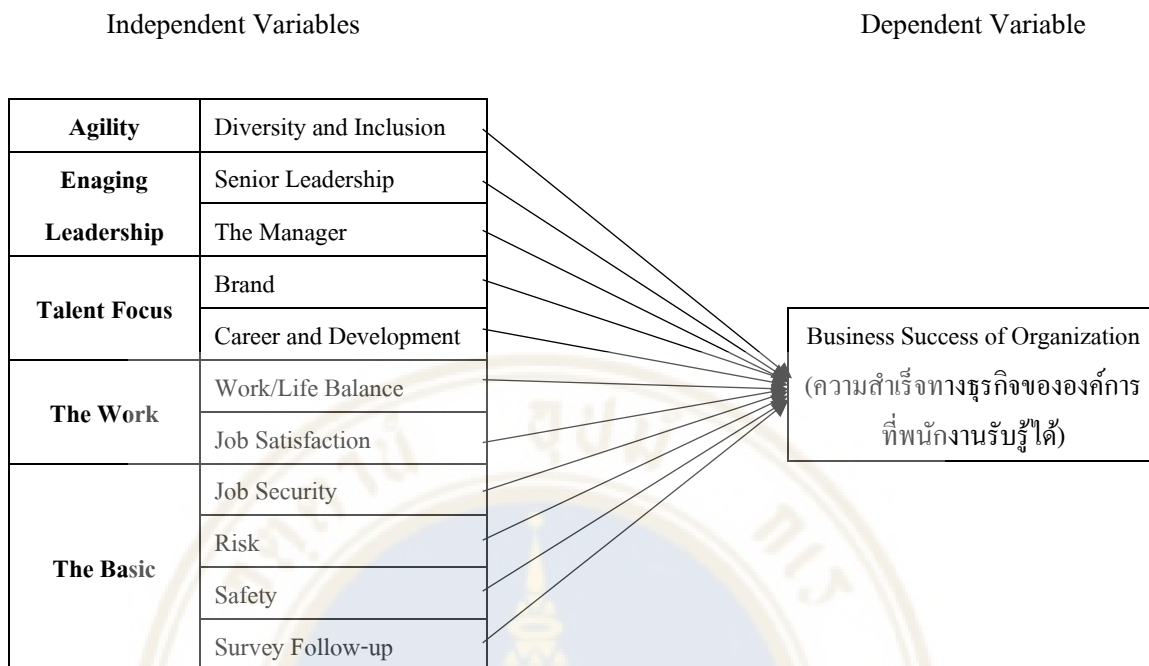 Independent Variables
Dependent Variable
Agility
Diversity and Inclusion
Enaging
Leadership
Senior Leadership
The Manager
Talent Focus
Brand
Career and Development
The Work
Work/Life Balance
Job Satisfaction
The Basic
Job Security
Risk
Safety
Survey Follow-up
Business Success of Organization
(ความสำเร็จทางธุรกิจขององค์การ
ที่พนักงานรับรู้ได้)